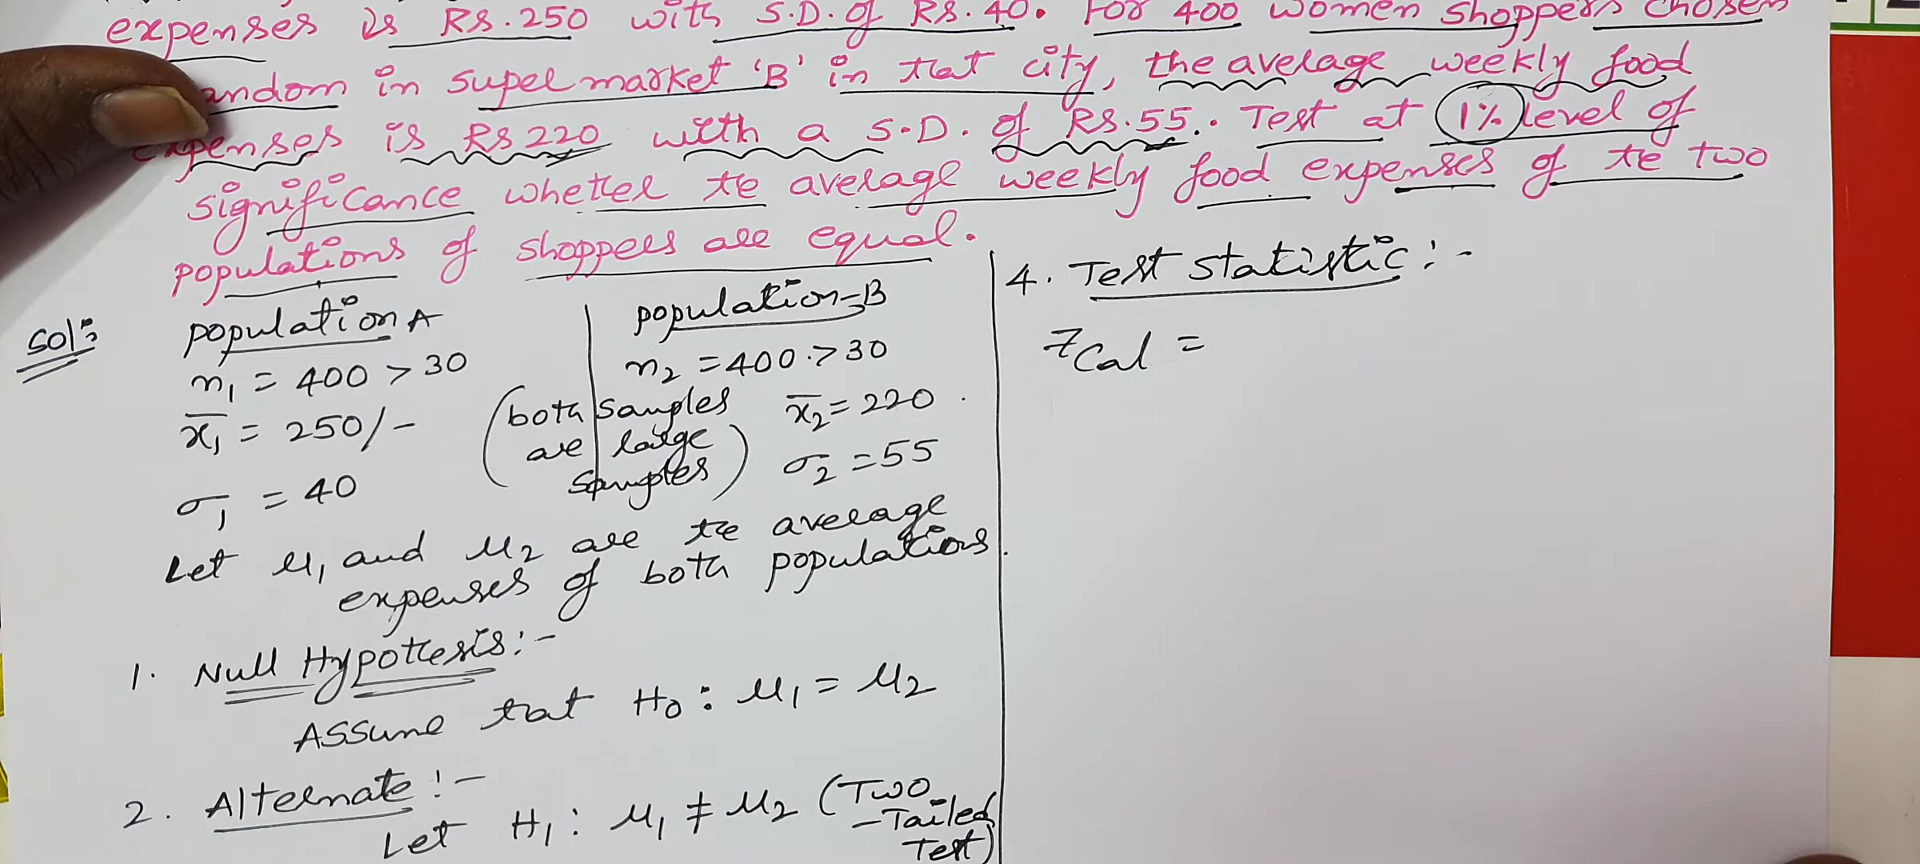 expenses is RS.250 with S.D. of RS.40. For 400 women shoppers chosen
andom in supermarket 'B' in that city, the average weekly food
expenses is RS 220 with a S.D. of RS.55. Test at 1% level of
significance whether the average weekly food expenses of the two
populations of shoppers are equal.
Sol:
population A
n₁ = 400 > 30
x̄₁ = 250/-
σ₁ = 40
population-B
n₂ = 400 > 30
(both samples are large samples)
x̄₂ = 220
σ₂ = 55
Let μ₁ and μ₂ are the average
expenses of both populations.
1. Null Hypothesis:-
Assume that H₀: μ₁ = μ₂
2. Alternate:-
Let H₁: μ₁ ≠ μ₂ (Two
-Tailed
Test)
4. Test Statistic:-
Z Cal =